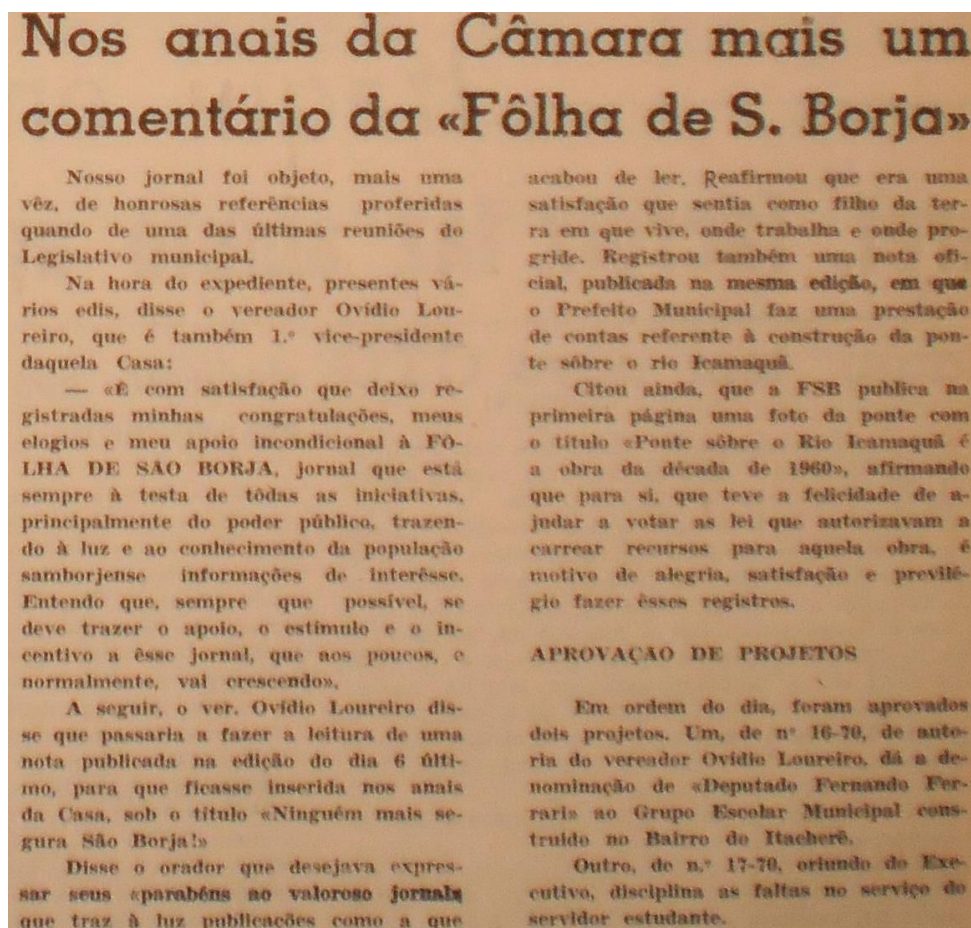 Nos anais da Câmara mais um
comentário da «Fôlha de S. Borja»
Nosso jornal foi objeto, mais uma
vêz, de honrosas referências proferidas
quando de uma das últimas reuniões do
Legislativo municipal.
Na hora do expediente, presentes vá-
rios edis, disse o vereador Ovídio Lou-
reiro, que é também 1.º vice-presidente
daquela Casa:
— «É com satisfação que deixo re-
gistradas minhas congratulações, meus
elogios e meu apoio incondicional à FÔ-
LHA DE SÃO BORJA, jornal que está
sempre à testa de tôdas as iniciativas,
principalmente do poder público, trazen-
do à luz e ao conhecimento da população
samborjense informações de interêsse.
Entendo que, sempre que possível, se
deve trazer o apoio, o estímulo e o in-
centivo a êsse jornal, que aos poucos, e
normalmente, vai crescendo».
A seguir, o ver. Ovídio Loureiro dis-
se que passaria a fazer a leitura de uma
nota publicada na edição do dia 6 últi-
mo, para que ficasse inserida nos anais
da Casa, sob o título «Ninguém mais se-
gura São Borja!»
Disse o orador que desejava expres-
sar seus «parabéns ao valoroso jornal»
que traz à luz publicações como a que
acabou de ler. Reafirmou que era uma
satisfação que sentia como filho da ter-
ra em que vive, onde trabalha e onde pro-
gride. Registrou também uma nota ofi-
cial, publicada na mesma edição, em que
o Prefeito Municipal faz uma prestação
de contas referente à construção da pon-
te sôbre o rio Icamaquã.
Citou ainda, que a FSB publica na
primeira página uma foto da ponte com
o título «Ponte sôbre o Rio Icamaquã é
a obra da década de 1960», afirmando
que para si, que teve a felicidade de a-
judar a votar as lei que autorizavam a
carrear recursos para aquela obra, é
motivo de alegria, satisfação e previlé-
gio fazer êsses registros.
APROVAÇÃO DE PROJETOS
Em ordem do dia, foram aprovados
dois projetos. Um, de nº 16-70, de auto-
ria do vereador Ovídio Loureiro, dá a de-
nominação de «Deputado Fernando Fer-
rari» ao Grupo Escolar Municipal cons-
truido no Bairro do Itacherê.
Outro, de n.º 17-70, oriundo do Exe-
cutivo, disciplina as faltas no serviço do
servidor estudante.